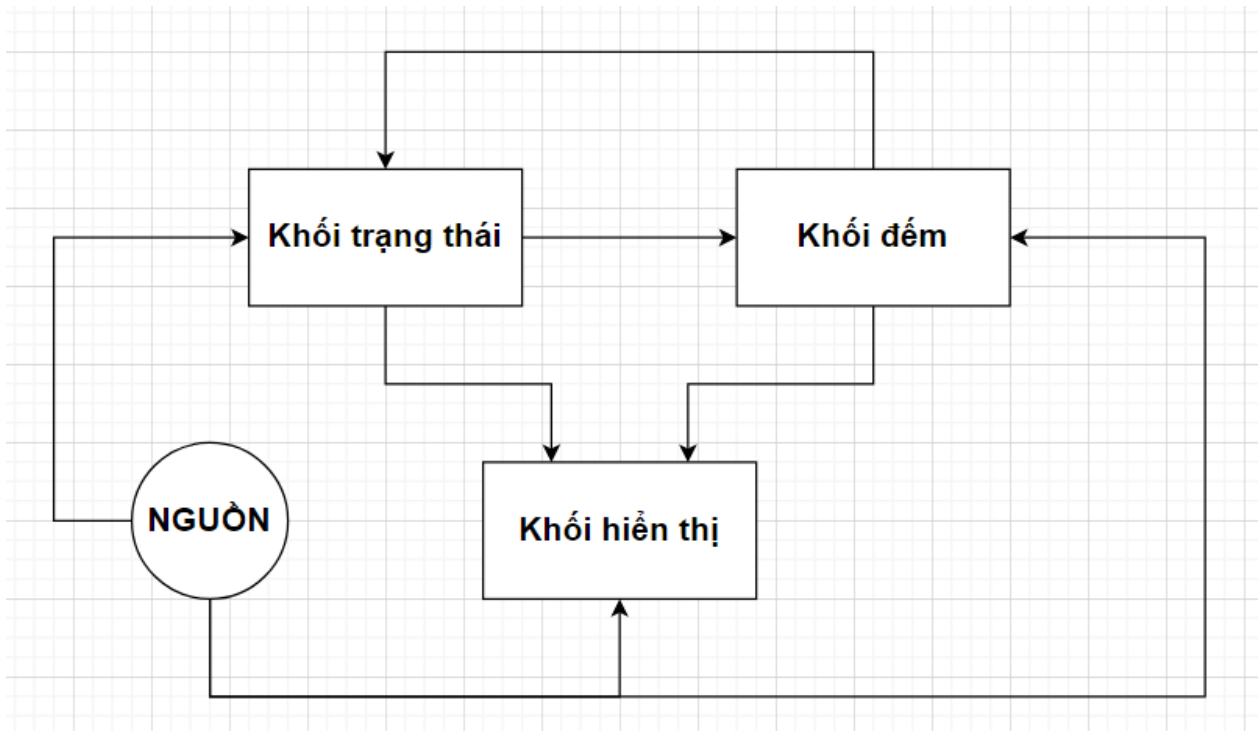 Khối trạng thái
Khối đếm
NGUỒN
Khối hiển thị